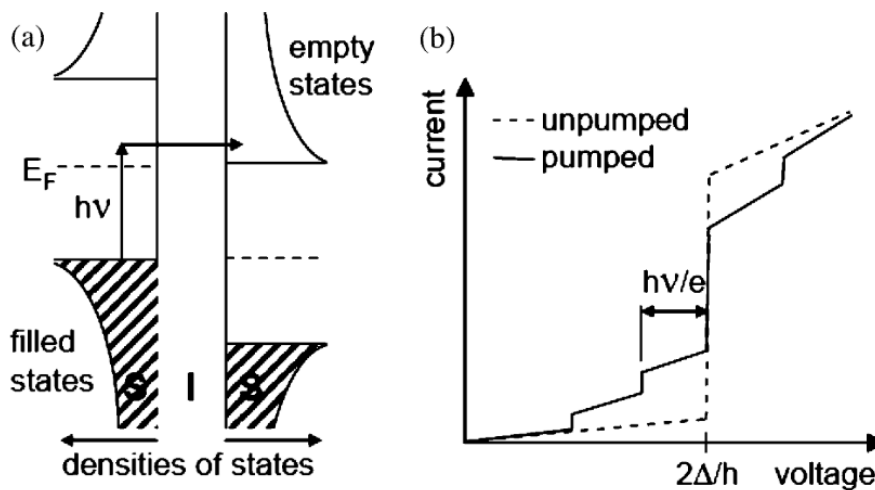 (a)
empty
states
E_F
hν
filled
states
S I S
densities of states
(b)
current
unpumped
pumped
hν/e
2Δ/h voltage